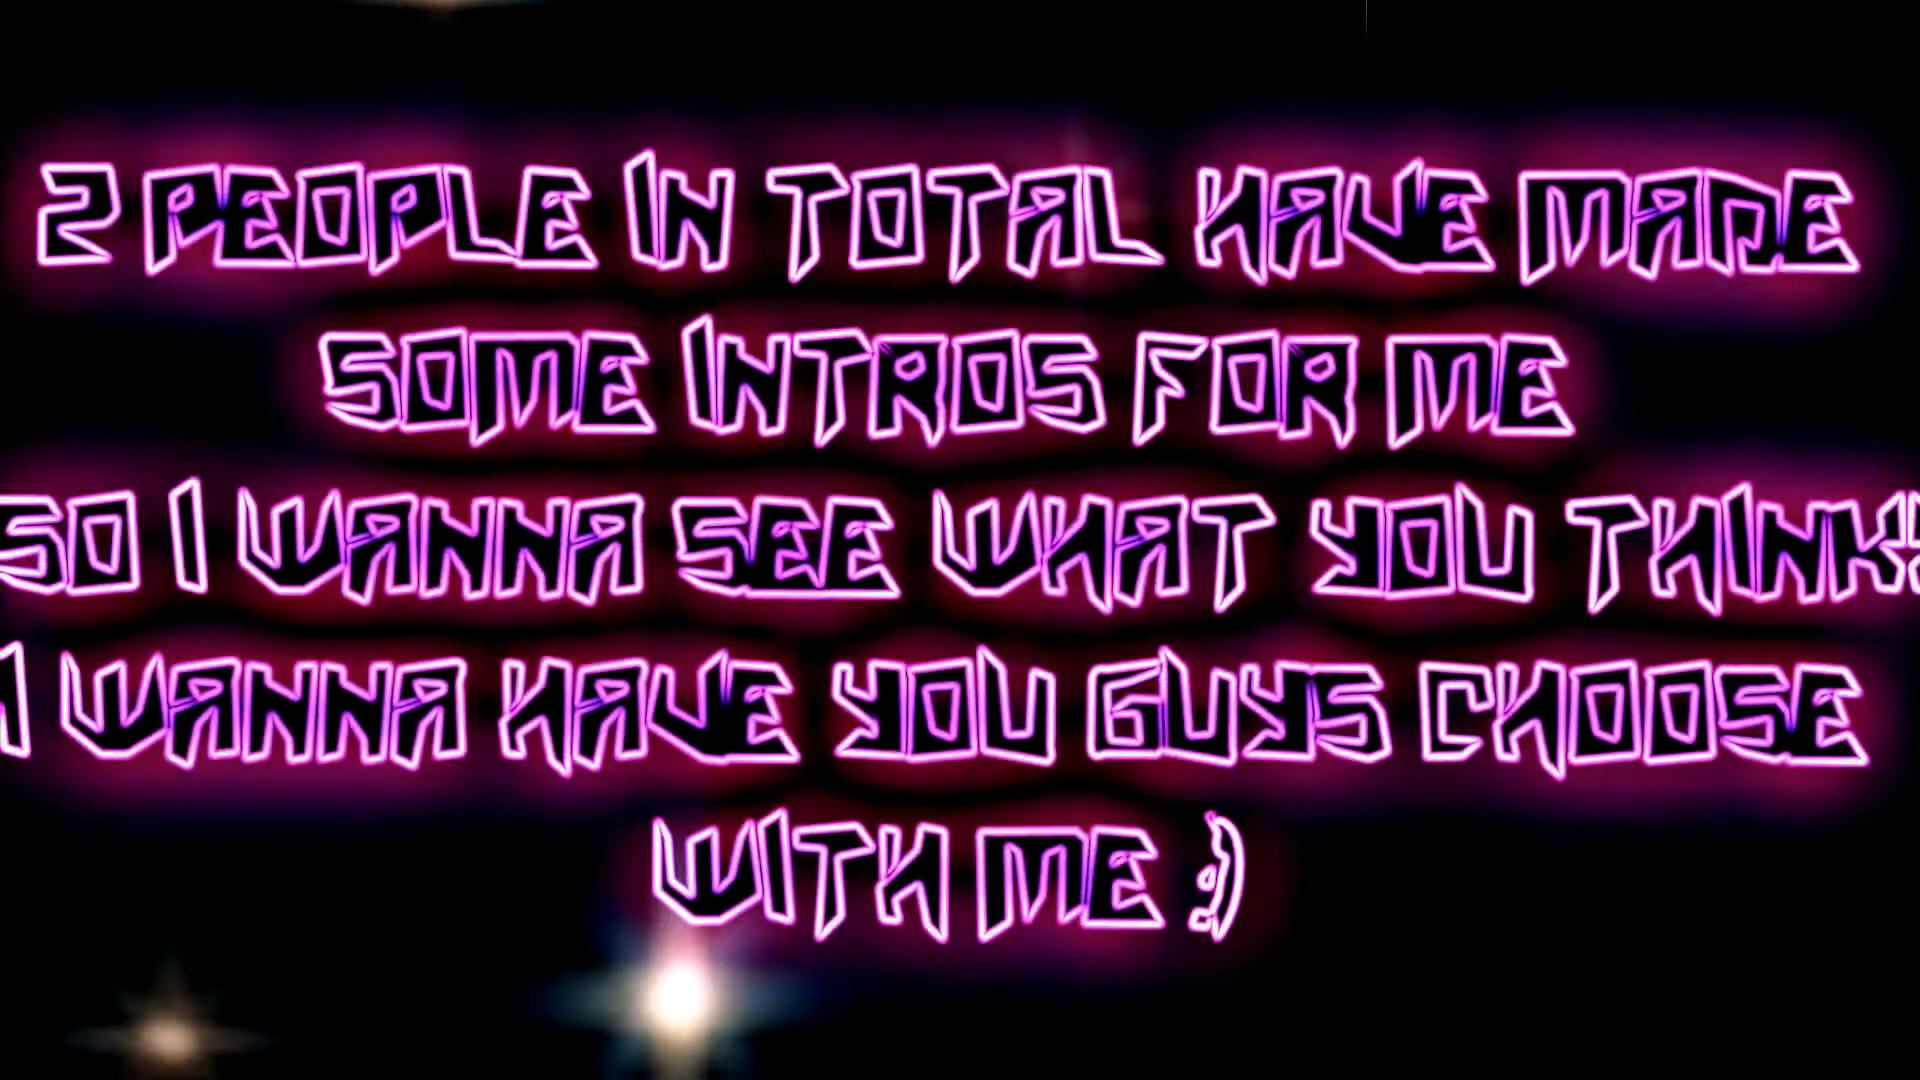 2 PEOPLE IN TOTAL HAVE MADE
SOME INTROS FOR ME
SO I WANNA SEE WHAT YOU THINK?
I WANNA HAVE YOU GUYS CHOOSE
WITH ME :)